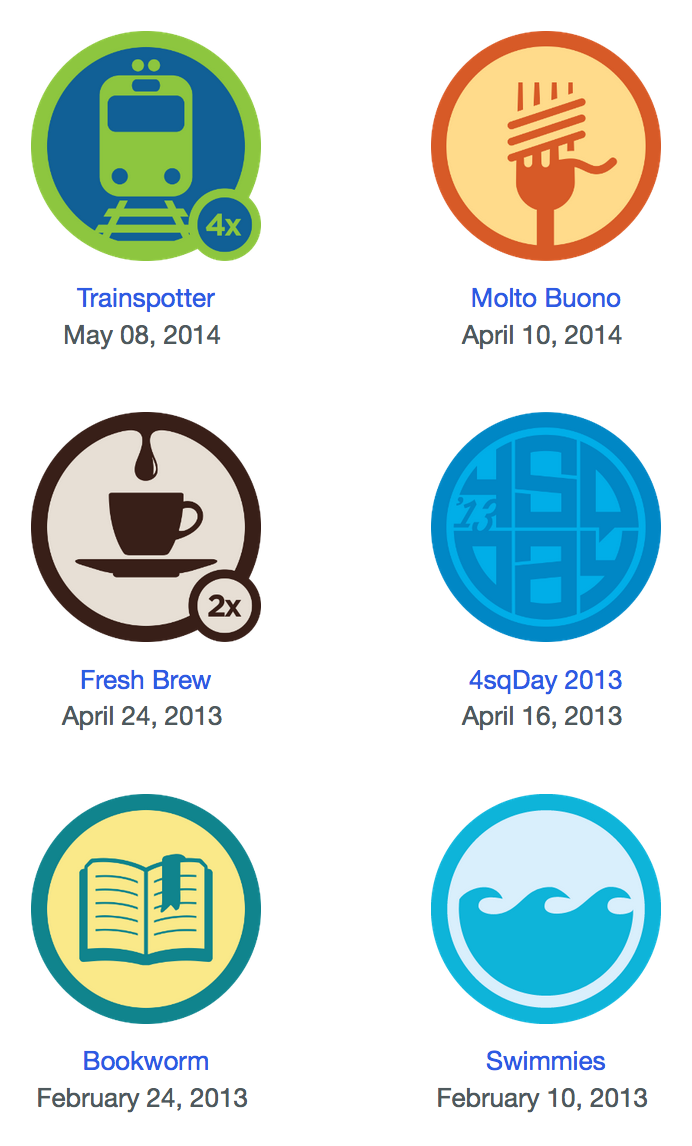 4x
Trainspotter
May 08, 2014
Molto Buono
April 10, 2014
2x
Fresh Brew
April 24, 2013
4SQ
'13
Day
4sqDay 2013
April 16, 2013
Bookworm
February 24, 2013
Swimmies
February 10, 2013